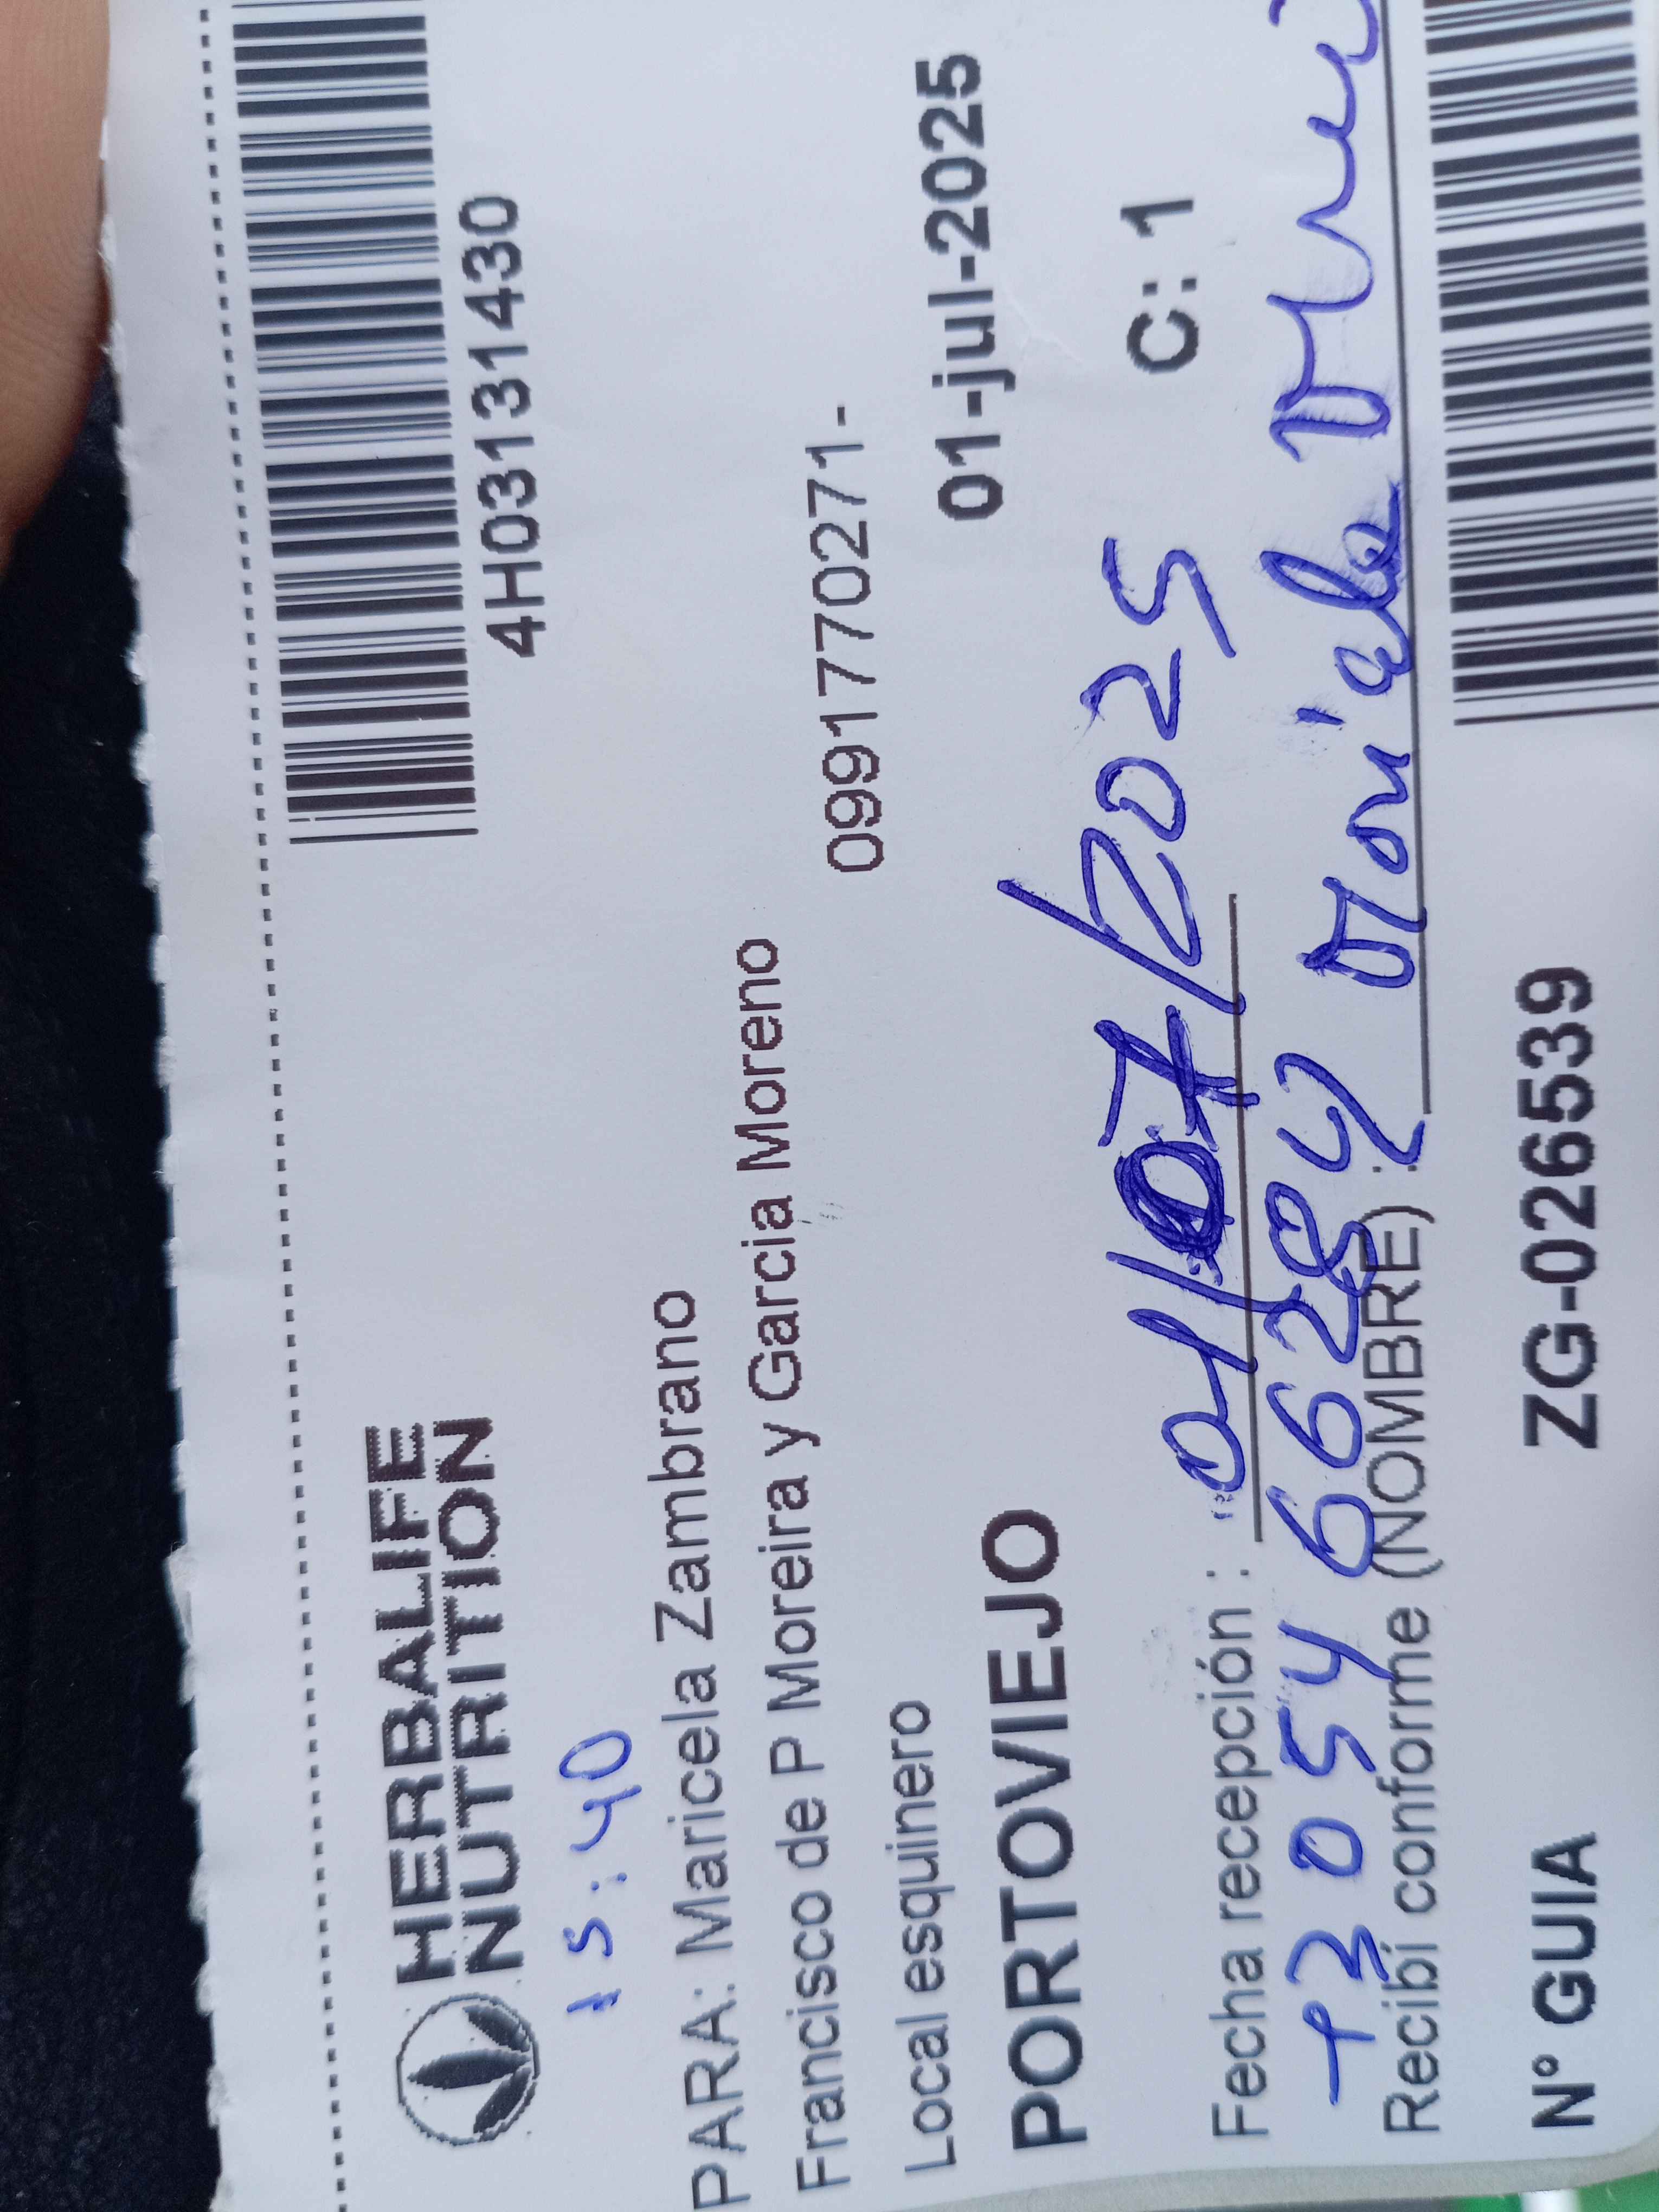 4H03131430
HERBALIFE
NUTRITION
15:40
PARA: Maricela Zambrano
Francisco de P Moreira y Garcia Moreno
0991770271-
Local esquinero
01-jul-2025
PORTOVIEJO
C: 1
Fecha recepción : 01/07/2025
Recibí conforme (NOMBRE) :
N° GUIA ZG-026539